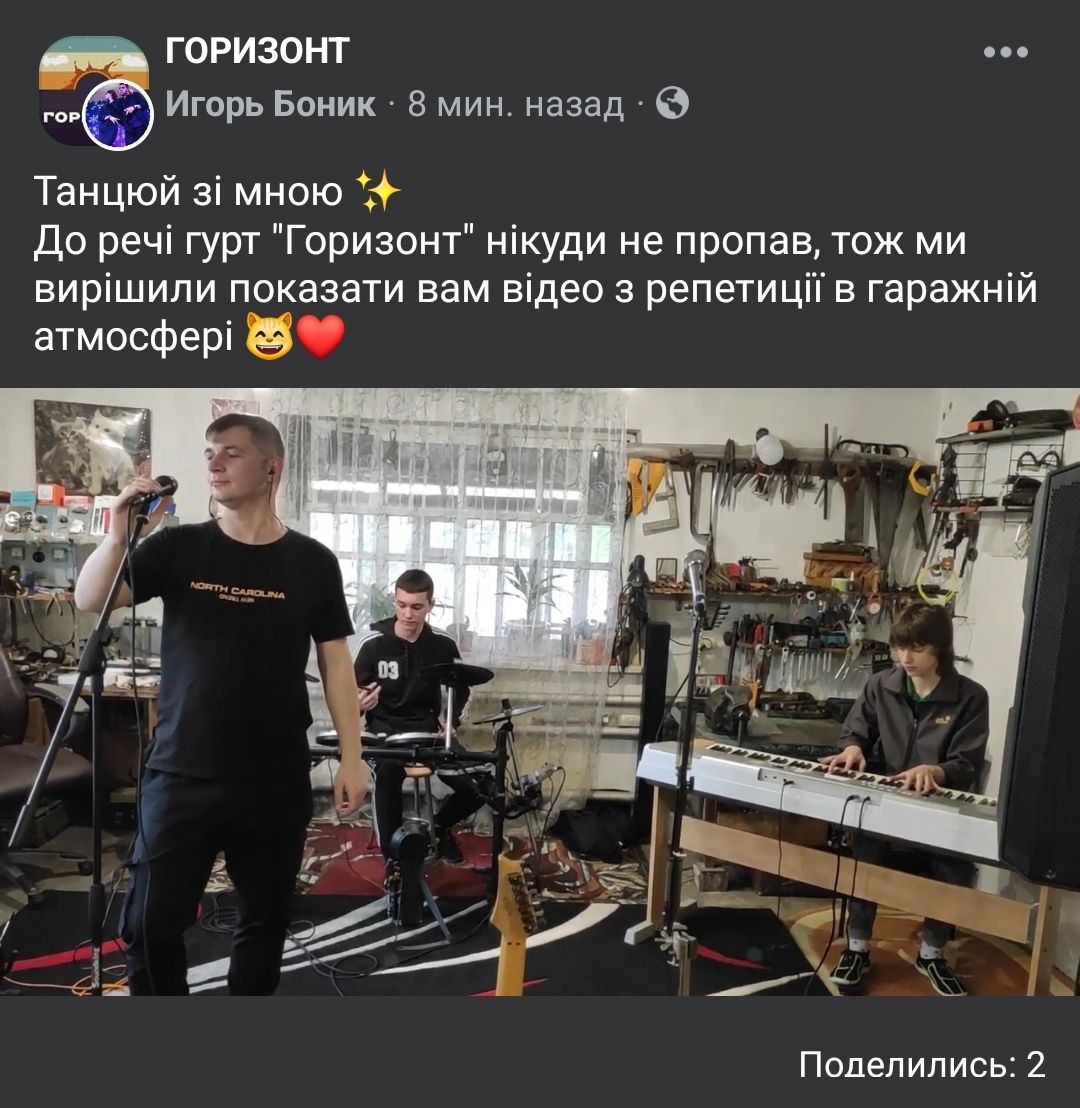 ГОРИЗОНТ
ГОР
Игорь Боник · 8 мин. назад ·
Танцюй зі мною ✨
До речі гурт "Горизонт" нікуди не пропав, тож ми
вирішили показати вам відео з репетиції в гаражній
атмосфері 😸❤️
NORTH CAROLINA
03
Поделились: 2